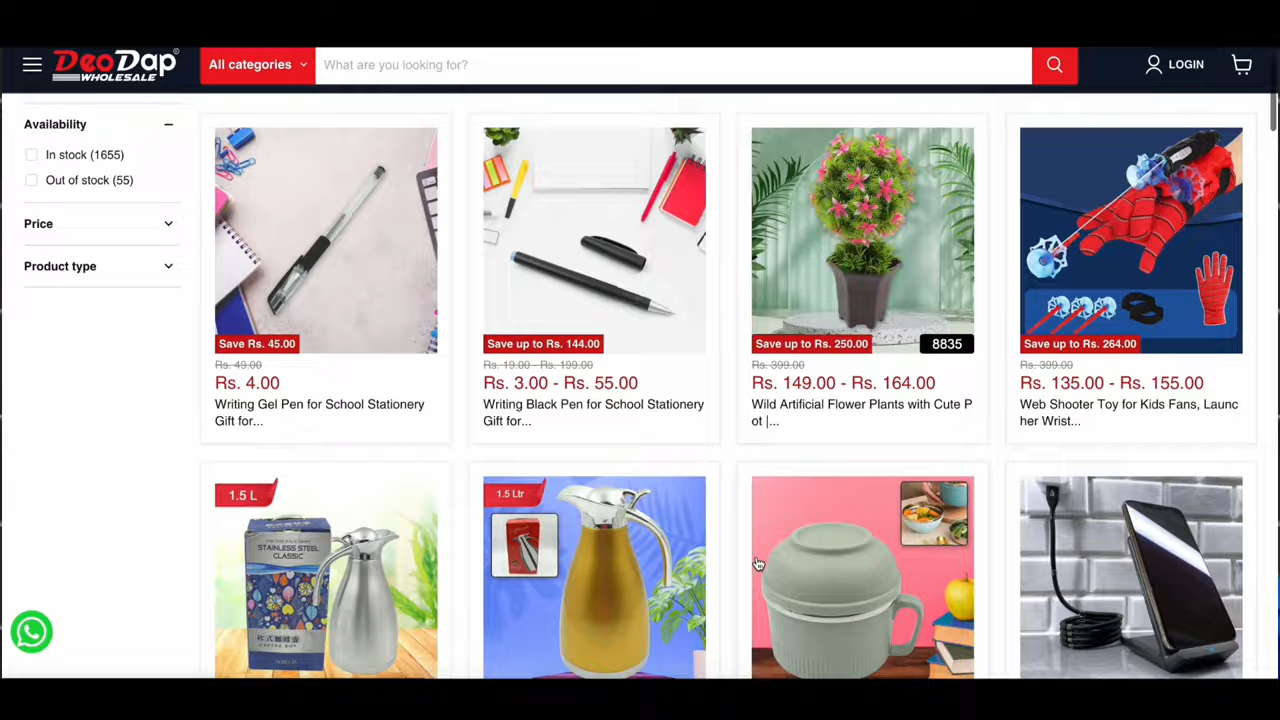 DeoDap
WHOLESALE
All categories
What are you looking for?
LOGIN
Availability
In stock (1655)
Out of stock (55)
Price
Product type
Save Rs. 45.00
Rs. 49.00
Rs. 4.00
Writing Gel Pen for School Stationery
Gift for...
Save up to Rs. 144.00
Rs. 19.00 - Rs. 199.00
Rs. 3.00 - Rs. 55.00
Writing Black Pen for School Stationery
Gift for...
Save up to Rs. 250.00
8835
Rs. 399.00
Rs. 149.00 - Rs. 164.00
Wild Artificial Flower Plants with Cute P
ot |...
Save up to Rs. 264.00
Rs. 399.00
Rs. 135.00 - Rs. 155.00
Web Shooter Toy for Kids Fans, Launc
her Wrist...
1.5 L
STAINLESS STEEL
CLASSIC
1.5 Ltr